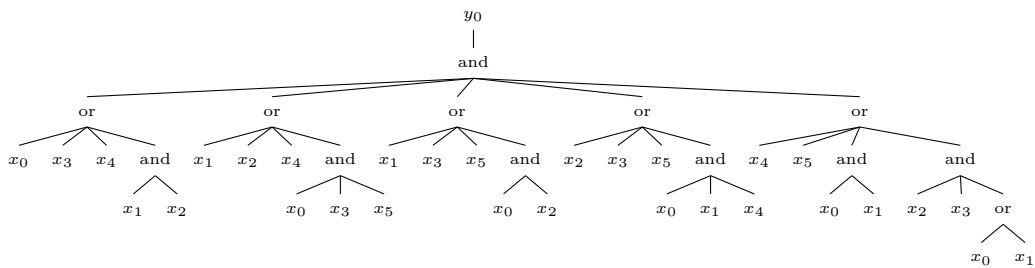 y₀
and
or or or or or
x₀ x₃ x₄ and x₁ x₂ x₄ and x₁ x₃ x₅ and x₂ x₃ x₅ and x₄ x₅ and and
x₁ x₂ x₀ x₃ x₅ x₀ x₂ x₀ x₁ x₄ x₀ x₁ x₂ x₃ or
x₀ x₁